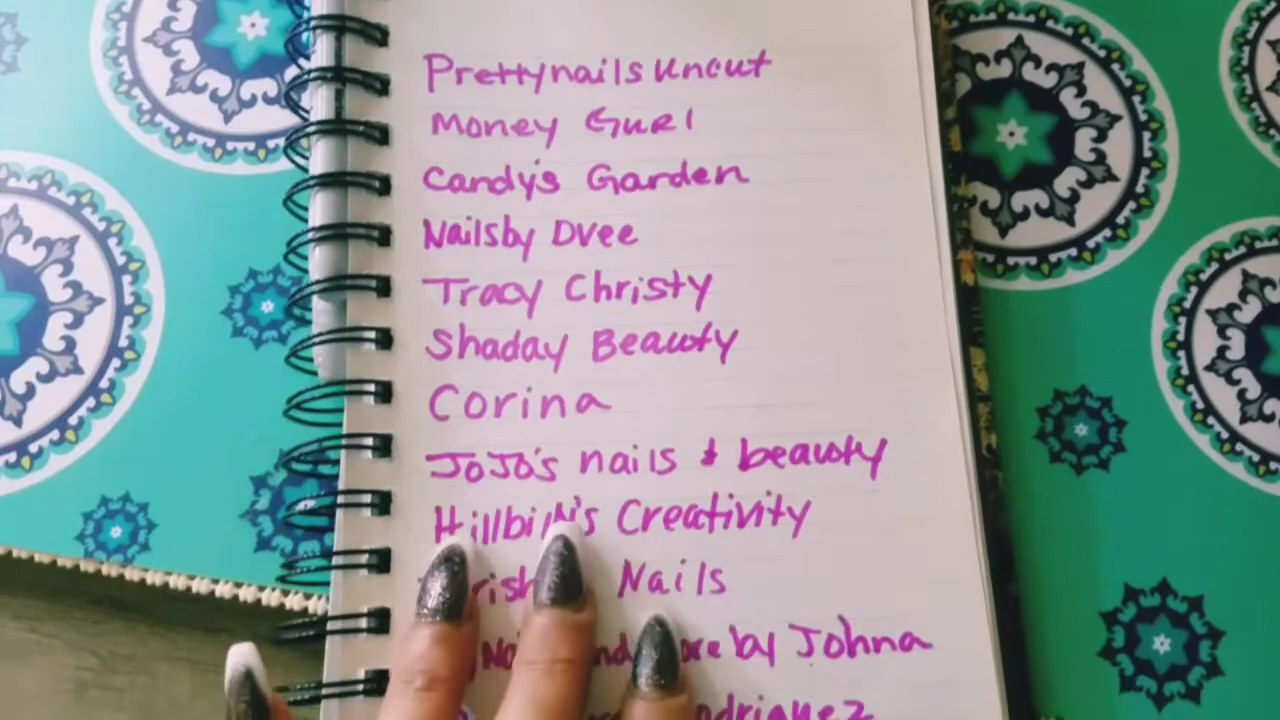 Prettynails Uncut
Money Gurl
Candy's Garden
Nailsby Dvee
Tracy Christy
Shaday Beauty
Corina
JoJo's nails & beauty
Creativity
Nails
by Johna